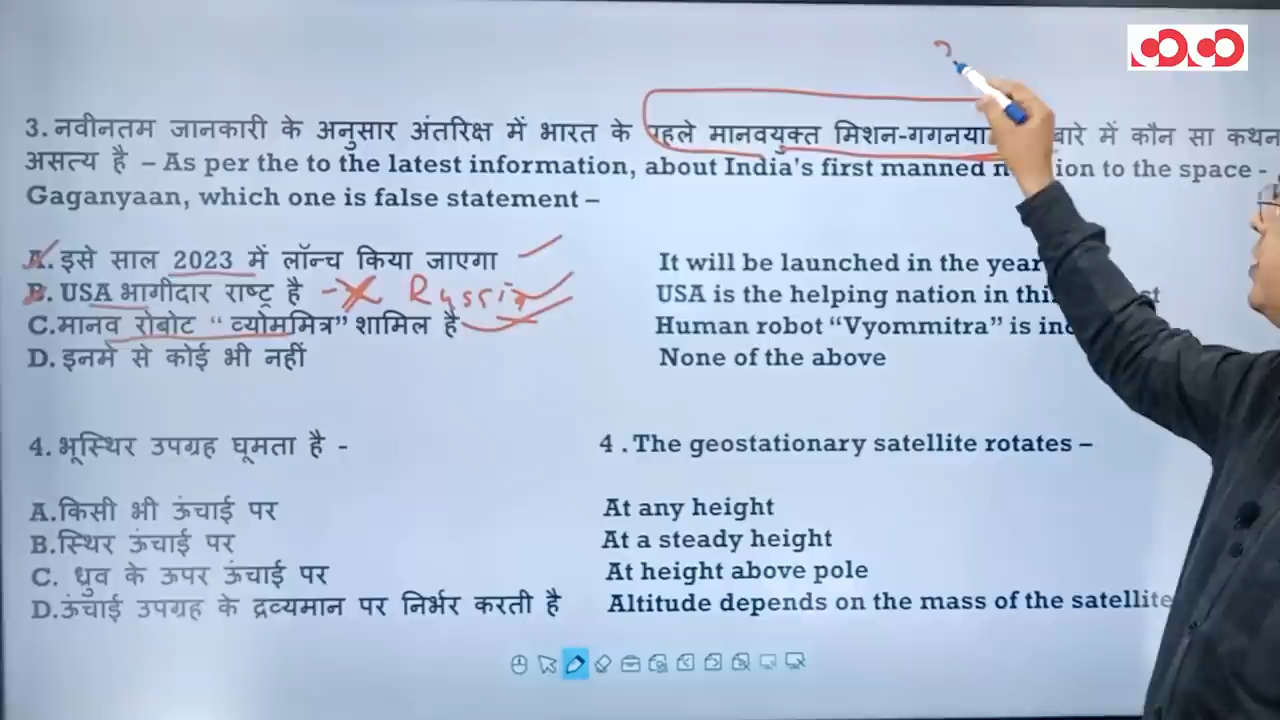 3. नवीनतम जानकारी के अनुसार अंतरिक्ष में भारत के पहले मानवयुक्त मिशन-गगनया बारे में कौन सा कथन
असत्य है – As per the to the latest information, about India's first manned ion to the space -
Gaganyaan, which one is false statement –
A. इसे साल 2023 में लॉन्च किया जाएगा It will be launched in the year
B. USA भागीदार राष्ट्र है - X Russia USA is the helping nation in
C.मानव रोबोट “ व्योममित्र” शामिल है Human robot “Vyommitra” is
D. इनमे से कोई भी नहीं None of the above
4. भूस्थिर उपग्रह घूमता है - 4 . The geostationary satellite rotates –
A.किसी भी ऊंचाई पर At any height
B.स्थिर ऊंचाई पर At a steady height
C. ध्रुव के ऊपर ऊंचाई पर At height above pole
D.ऊंचाई उपग्रह के द्रव्यमान पर निर्भर करती है Altitude depends on the mass of the satellite